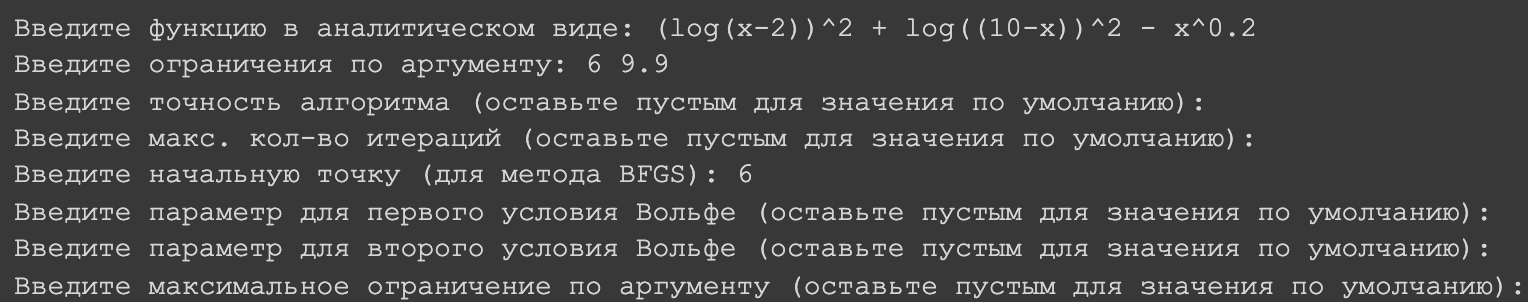 Введите функцию в аналитическом виде: (log(x-2))^2 + log((10-x))^2 - x^0.2
Введите ограничения по аргументу: 6 9.9
Введите точность алгоритма (оставьте пустым для значения по умолчанию):
Введите макс. кол-во итераций (оставьте пустым для значения по умолчанию):
Введите начальную точку (для метода BFGS): 6
Введите параметр для первого условия Вольфе (оставьте пустым для значения по умолчанию):
Введите параметр для второго условия Вольфе (оставьте пустым для значения по умолчанию):
Введите максимальное ограничение по аргументу (оставьте пустым для значения по умолчанию):